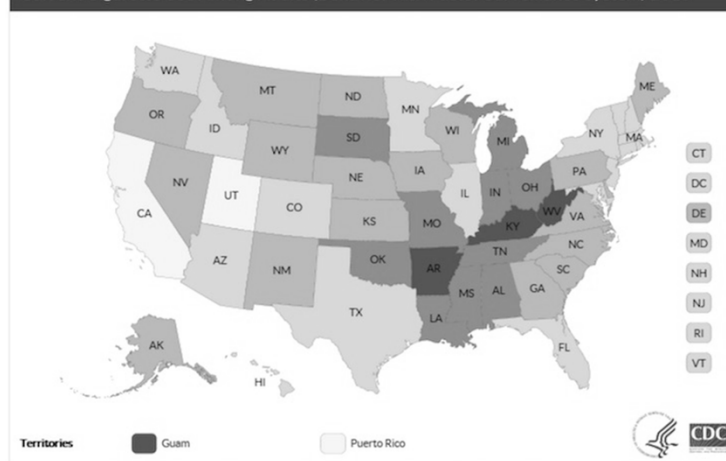 WA
MT
ND
MN
ME
OR
ID
WY
SD
WI
MI
NY
MA
NV
UT
CO
NE
IA
IL
IN
OH
PA
CA
KS
MO
KY
WV
VA
AZ
NM
OK
AR
TN
NC
TX
LA
MS
AL
GA
SC
FL
AK
HI
CT
DC
DE
MD
NH
NJ
RI
VT
Territories Guam Puerto Rico
CDC